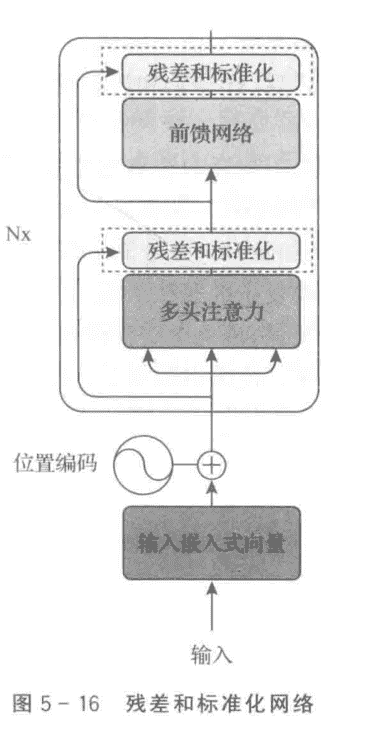 残差和标准化
前馈网络
Nx
残差和标准化
多头注意力
位置编码
输入嵌入式向量
输入
图 5-16 残差和标准化网络